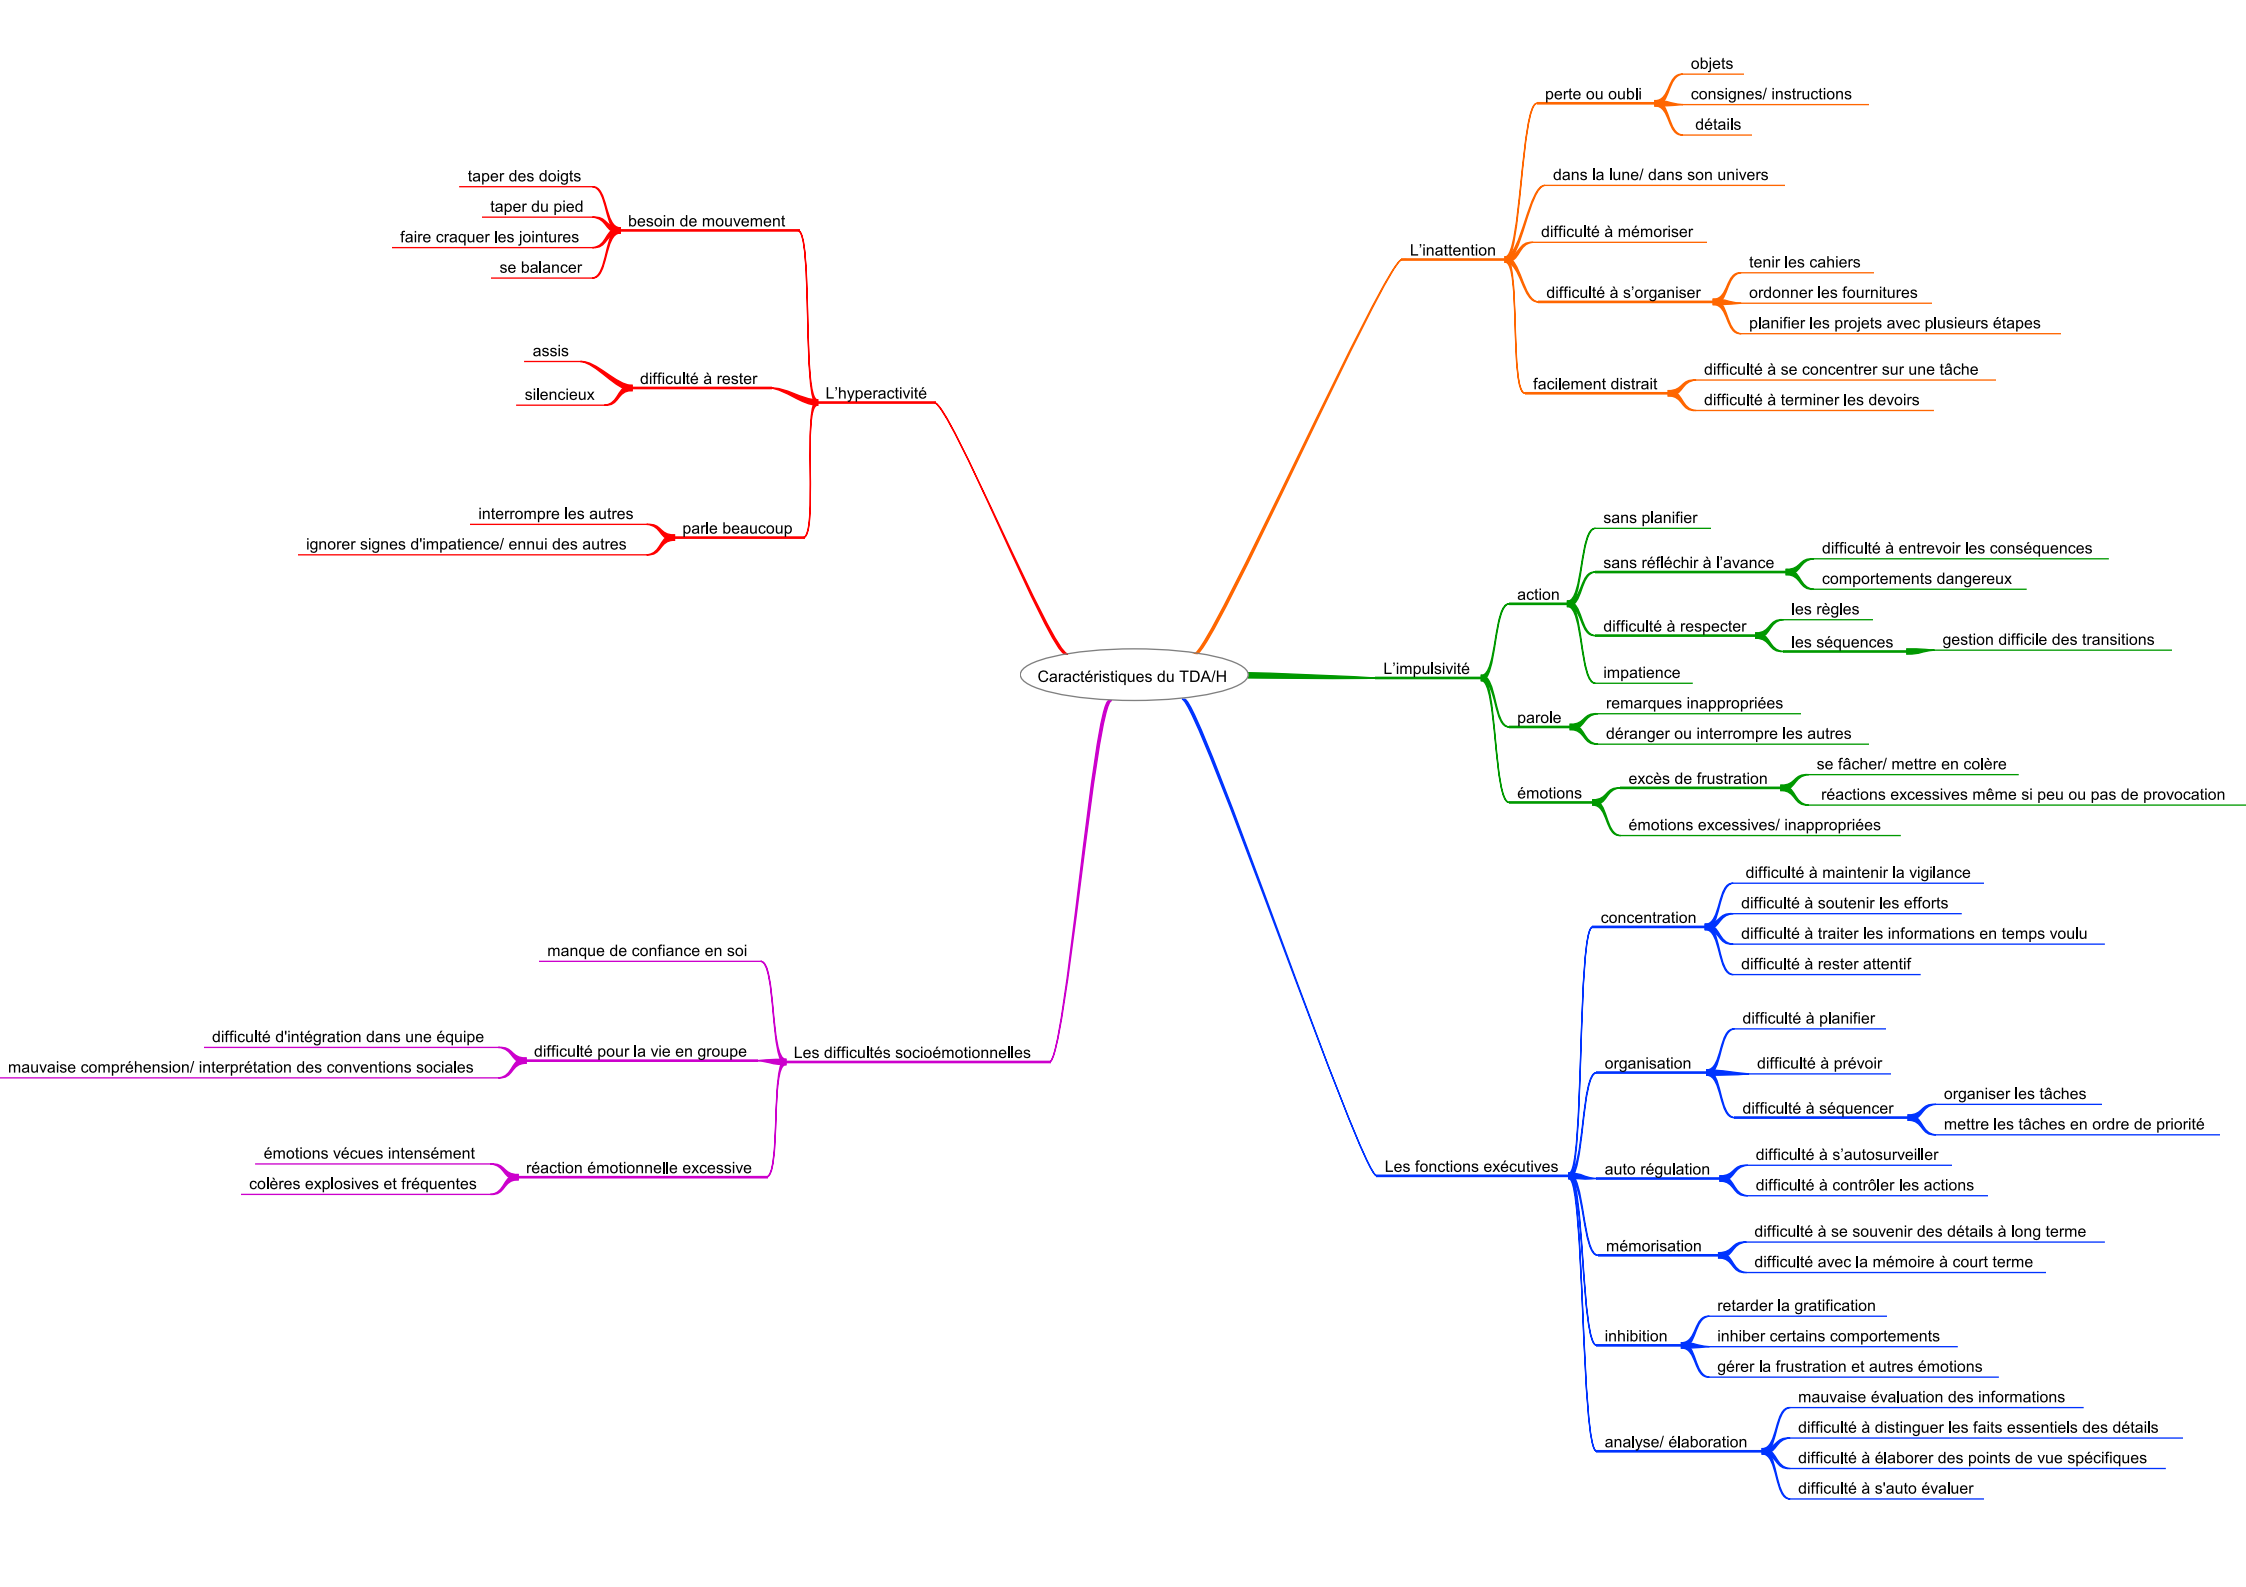 Caractéristiques du TDA/H
L'inattention
perte ou oubli
objets
consignes/ instructions
détails
dans la lune/ dans son univers
difficulté à mémoriser
difficulté à s'organiser
tenir les cahiers
ordonner les fournitures
planifier les projets avec plusieurs étapes
facilement distrait
difficulté à se concentrer sur une tâche
difficulté à terminer les devoirs
L'impulsivité
action
sans planifier
sans réfléchir à l'avance
difficulté à entrevoir les conséquences
comportements dangereux
difficulté à respecter
les règles
les séquences
gestion difficile des transitions
impatience
parole
remarques inappropriées
déranger ou interrompre les autres
émotions
excès de frustration
se fâcher/ mettre en colère
réactions excessives même si peu ou pas de provocation
émotions excessives/ inappropriées
Les fonctions exécutives
concentration
difficulté à maintenir la vigilance
difficulté à soutenir les efforts
difficulté à traiter les informations en temps voulu
difficulté à rester attentif
organisation
difficulté à planifier
difficulté à prévoir
difficulté à séquencer
organiser les tâches
mettre les tâches en ordre de priorité
auto régulation
difficulté à s'autosurveiller
difficulté à contrôler les actions
mémorisation
difficulté à se souvenir des détails à long terme
difficulté avec la mémoire à court terme
inhibition
retarder la gratification
inhiber certains comportements
gérer la frustration et autres émotions
analyse/ élaboration
mauvaise évaluation des informations
difficulté à distinguer les faits essentiels des détails
difficulté à élaborer des points de vue spécifiques
difficulté à s'auto évaluer
L'hyperactivité
besoin de mouvement
taper des doigts
taper du pied
faire craquer les jointures
se balancer
difficulté à rester
assis
silencieux
parle beaucoup
interrompre les autres
ignorer signes d'impatience/ ennui des autres
Les difficultés socioémotionnelles
manque de confiance en soi
difficulté pour la vie en groupe
difficulté d'intégration dans une équipe
mauvaise compréhension/ interprétation des conventions sociales
réaction émotionnelle excessive
émotions vécues intensément
colères explosives et fréquentes